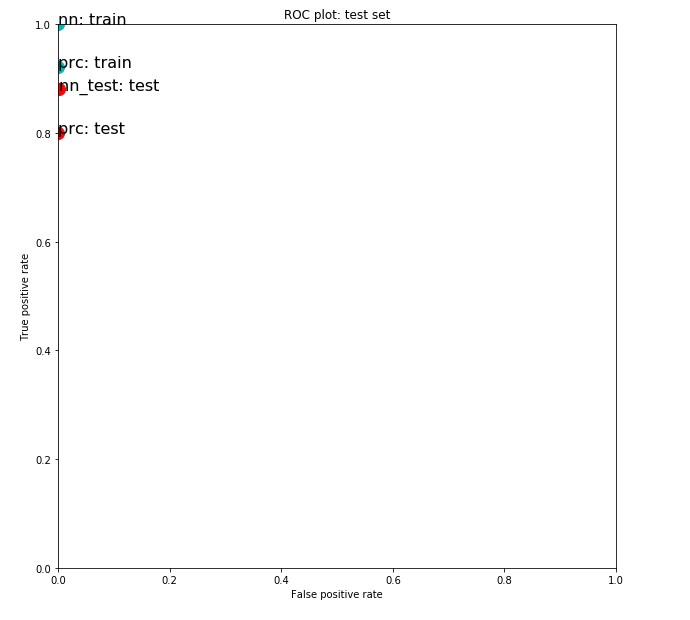 ROC plot: test set
nn: train
prc: train
nn_test: test
prc: test
True positive rate
1.0
0.8
0.6
0.4
0.2
0.0
0.0 0.2 0.4 0.6 0.8 1.0
False positive rate